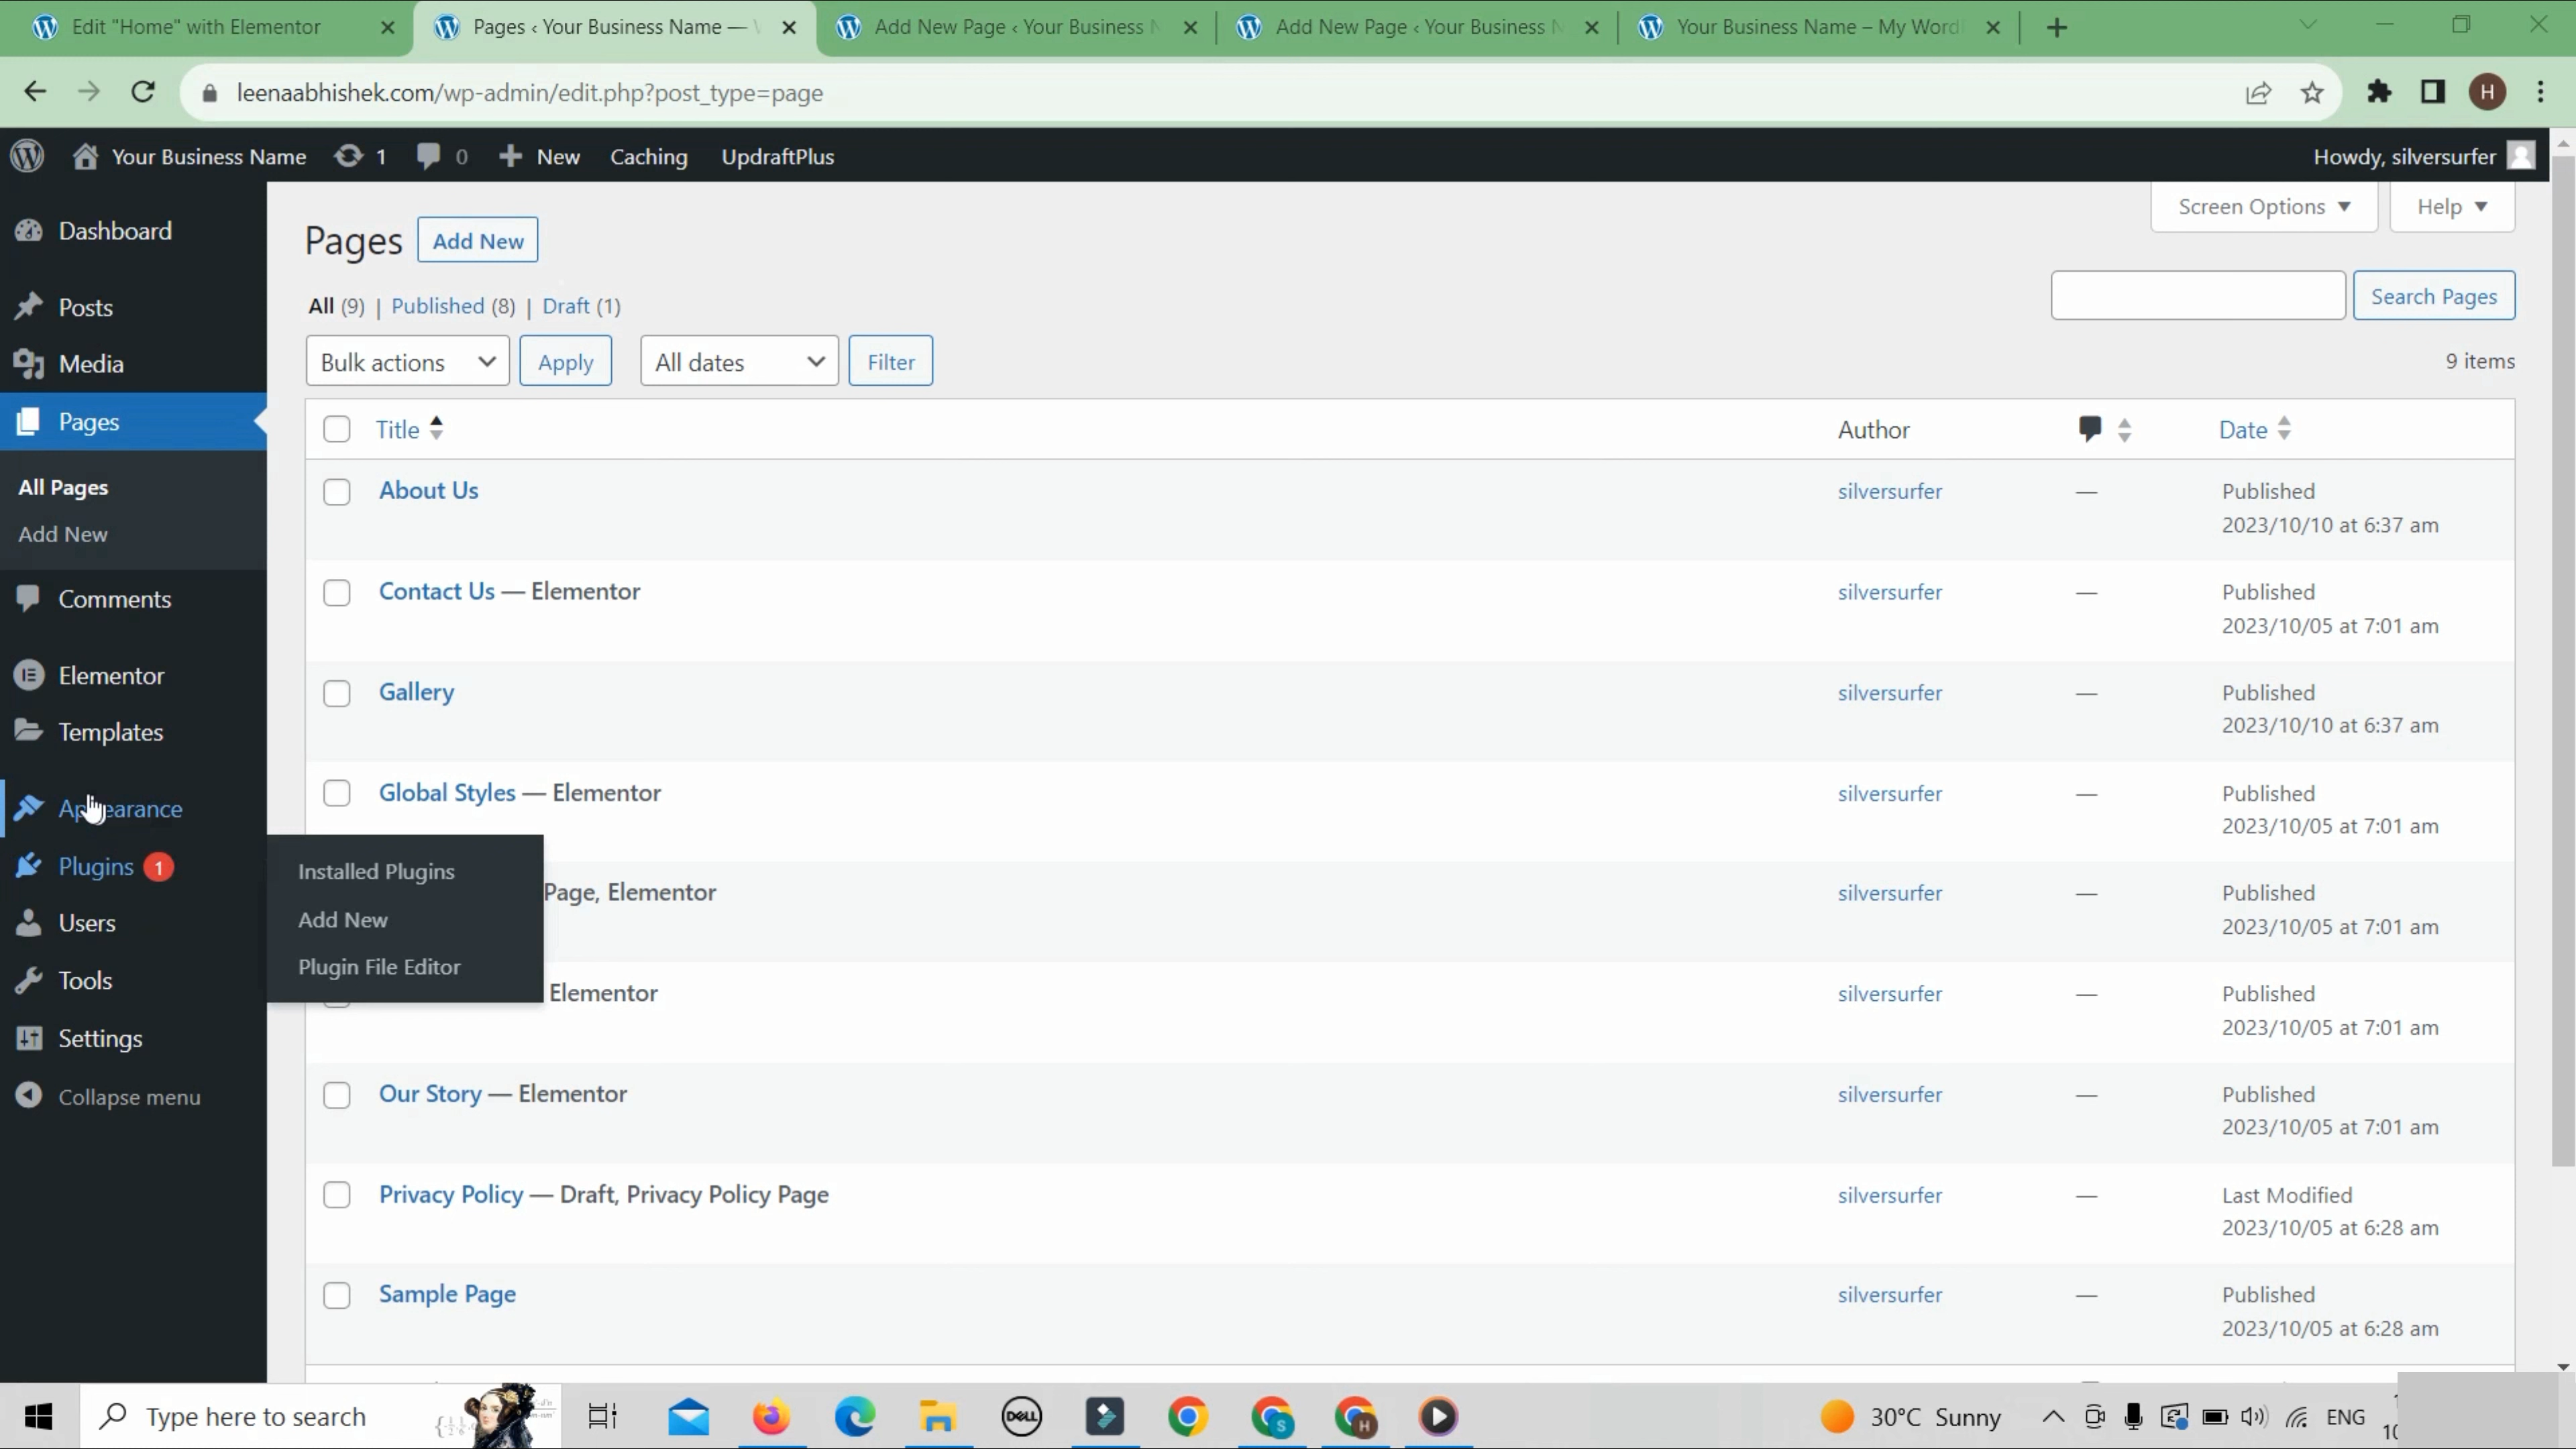 Edit "Home" with Elementor
Pages ‹ Your Business Name —
Add New Page ‹ Your Business
Add New Page ‹ Your Business
Your Business Name – My Word
leenaabhishek.com/wp-admin/edit.php?post_type=page
H
Your Business Name 1 0 New Caching UpdraftPlus
Howdy, silversurfer
Dashboard
Posts
Media
Pages
All Pages
Add New
Comments
Elementor
Templates
Appearance
Plugins 1
Users
Tools
Settings
Collapse menu
Installed Plugins
Add New
Plugin File Editor
Screen Options
Help
Pages Add New
All (9) | Published (8) | Draft (1)
Search Pages
Bulk actions Apply All dates Filter
9 items
Title Author Date
About Us silversurfer — Published
2023/10/10 at 6:37 am
Contact Us — Elementor silversurfer — Published
2023/10/05 at 7:01 am
Gallery silversurfer — Published
2023/10/10 at 6:37 am
Global Styles — Elementor silversurfer — Published
2023/10/05 at 7:01 am
Page, Elementor silversurfer — Published
2023/10/05 at 7:01 am
Elementor silversurfer — Published
2023/10/05 at 7:01 am
Our Story — Elementor silversurfer — Published
2023/10/05 at 7:01 am
Privacy Policy — Draft, Privacy Policy Page silversurfer — Last Modified
2023/10/05 at 6:28 am
Sample Page silversurfer — Published
2023/10/05 at 6:28 am
Type here to search
DELL
S
H
30°C Sunny
ENG